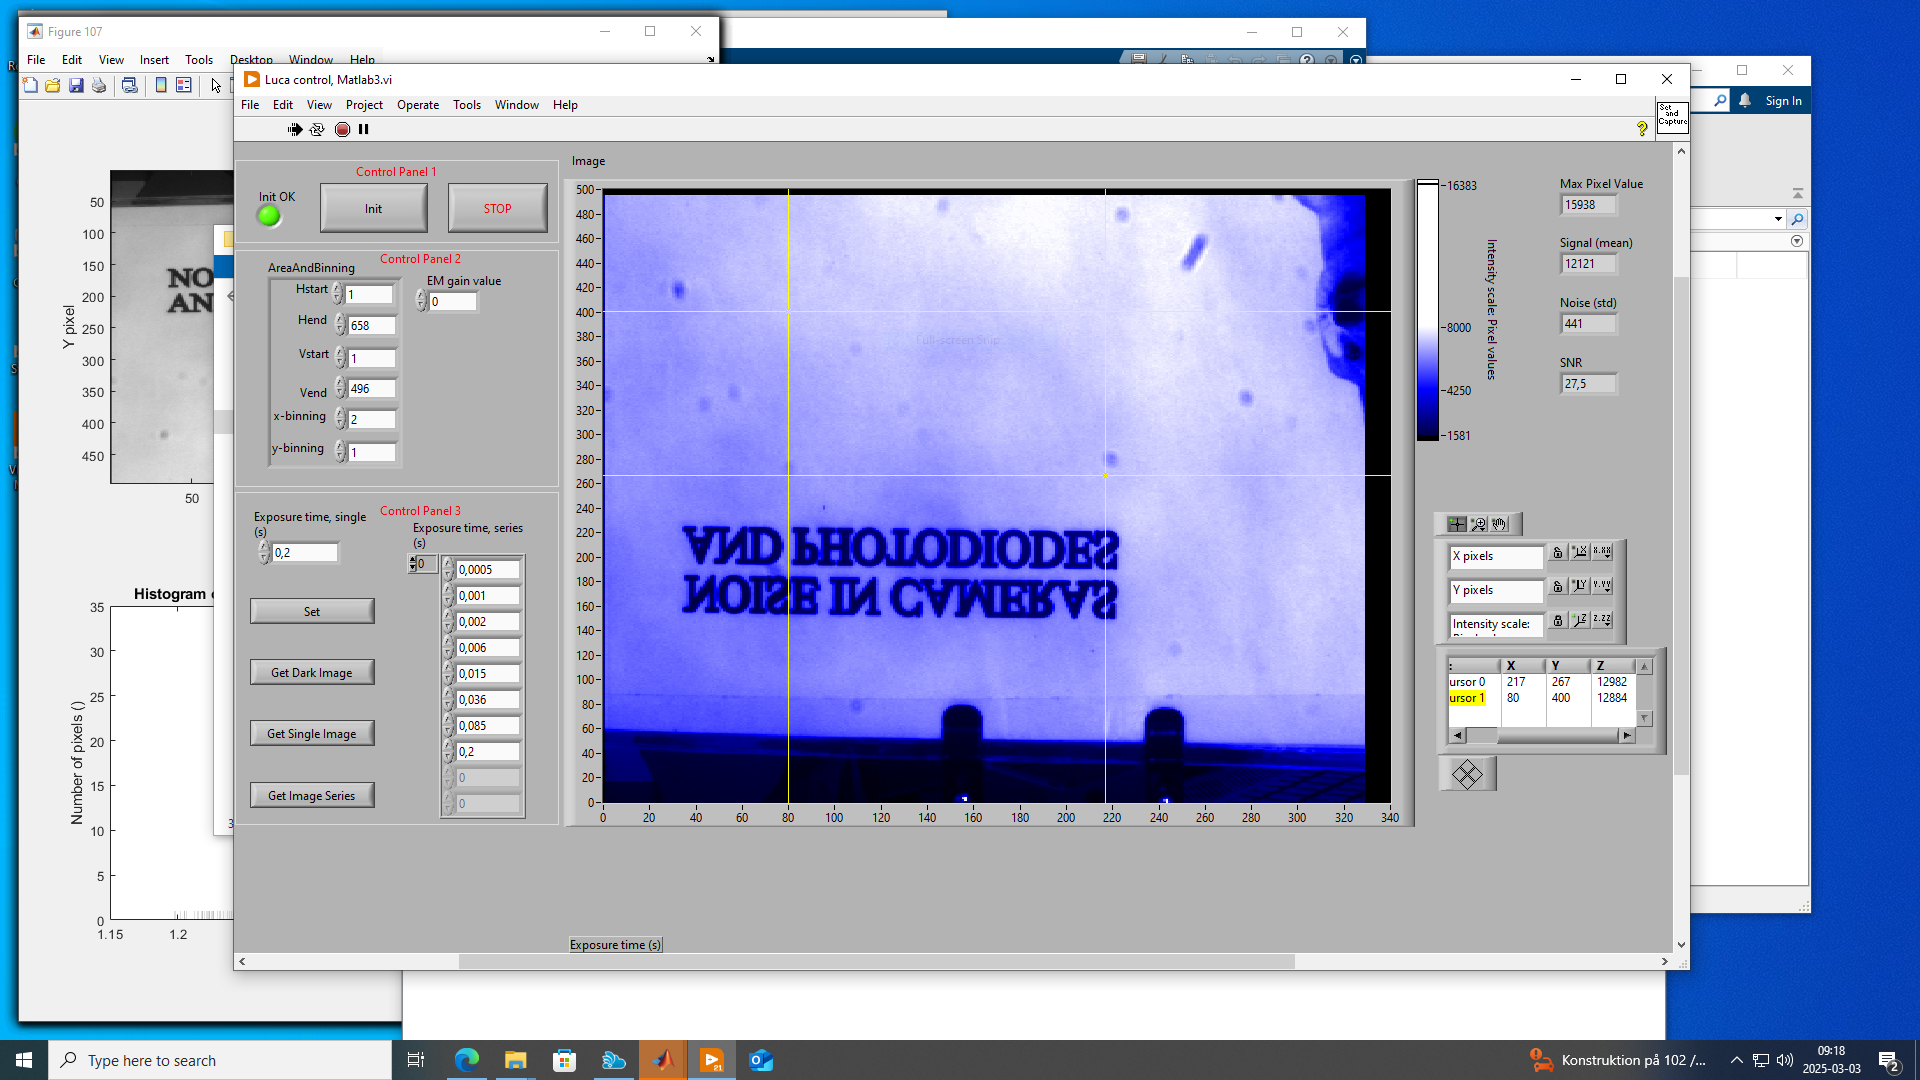 Figure 107
File Edit View Insert Tools Desktop Window Help
Luca control, Matlab3.vi
File Edit View Project Operate Tools Window Help
Set and Capture
Sign In
Control Panel 1
Init OK
Init
STOP
Control Panel 2
AreaAndBinning
EM gain value
0
Hstart 1
Hend 658
Vstart 1
Vend 496
x-binning 2
y-binning 1
Control Panel 3
Exposure time, single (s)
0,2
Exposure time, series (s)
0
0,0005
0,001
0,002
0,006
0,015
0,036
0,085
0,2
0
0
Set
Get Dark Image
Get Single Image
Get Image Series
Image
500
480
460
440
420
400
380
360
340
320
300
280
260
240
220
200
180
160
140
120
100
80
60
40
20
0
0 20 40 60 80 100 120 140 160 180 200 220 240 260 280 300 320 340
Full-screen Snip
AND PHOTODIODES
NOISE IN CAMERAS
Exposure time (s)
16383
8000
4250
1581
Intensity scale: Pixel values
Max Pixel Value
15938
Signal (mean)
12121
Noise (std)
441
SNR
27,5
X pixels
Y pixels
Intensity scale:
: X Y Z
ursor 0 217 267 12982
ursor 1 80 400 12884
Y pixel
50
100
150
200
250
300
350
400
450
50
NO
AN
Histogram
Number of pixels ()
35
30
25
20
15
10
5
0
1.15 1.2
3
Type here to search
21
Konstruktion på 102 /...
09:18
2025-03-03
2